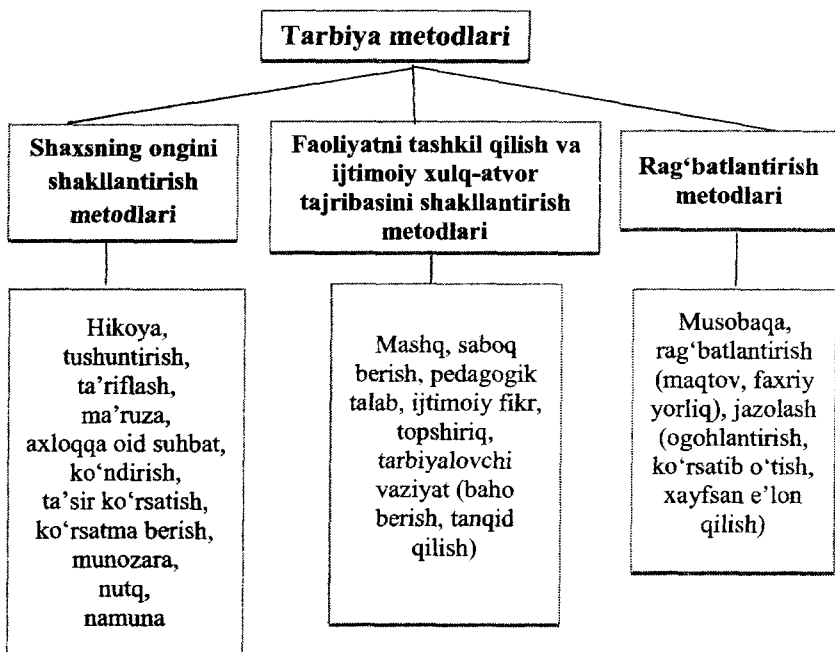 Tarbiya metodlari
Shaxsning ongini
shakllantirish
metodlari
Faoliyatni tashkil qilish va
ijtimoiy xulq-atvor
tajribasini shakllantirish
metodlari
Rag‘batlantirish
metodlari
Hikoya,
tushuntirish,
ta’riflash,
ma’ruza,
axloqqa oid suhbat,
ko‘ndirish,
ta’sir ko‘rsatish,
ko‘rsatma berish,
munozara,
nutq,
namuna
Mashq, saboq
berish, pedagogik
talab, ijtimoiy fikr,
topshiriq,
tarbiyalovchi
vaziyat (baho
berish, tanqid
qilish)
Musobaqa,
rag‘batlantirish
(maqtov, faxriy
yorliq), jazolash
(ogohlantirish,
ko‘rsatib o‘tish,
xayfsan e’lon
qilish)